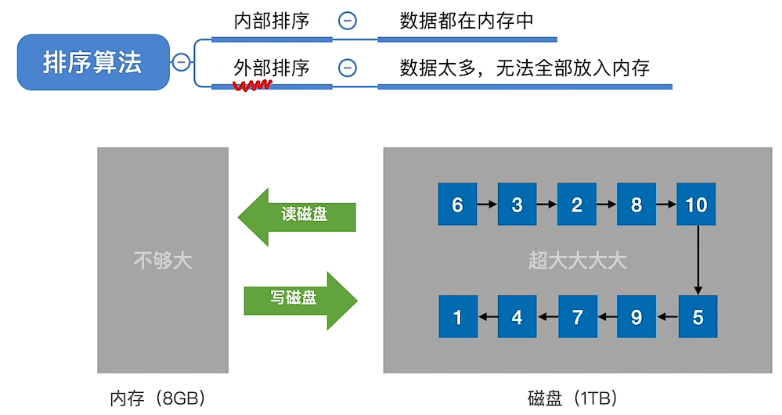 内部排序
数据都在内存中
排序算法
外部排序
数据太多，无法全部放入内存
读磁盘
6
3
2
8
10
不够大
超大大大大
写磁盘
1
4
7
9
5
内存（8GB）
磁盘（1TB）